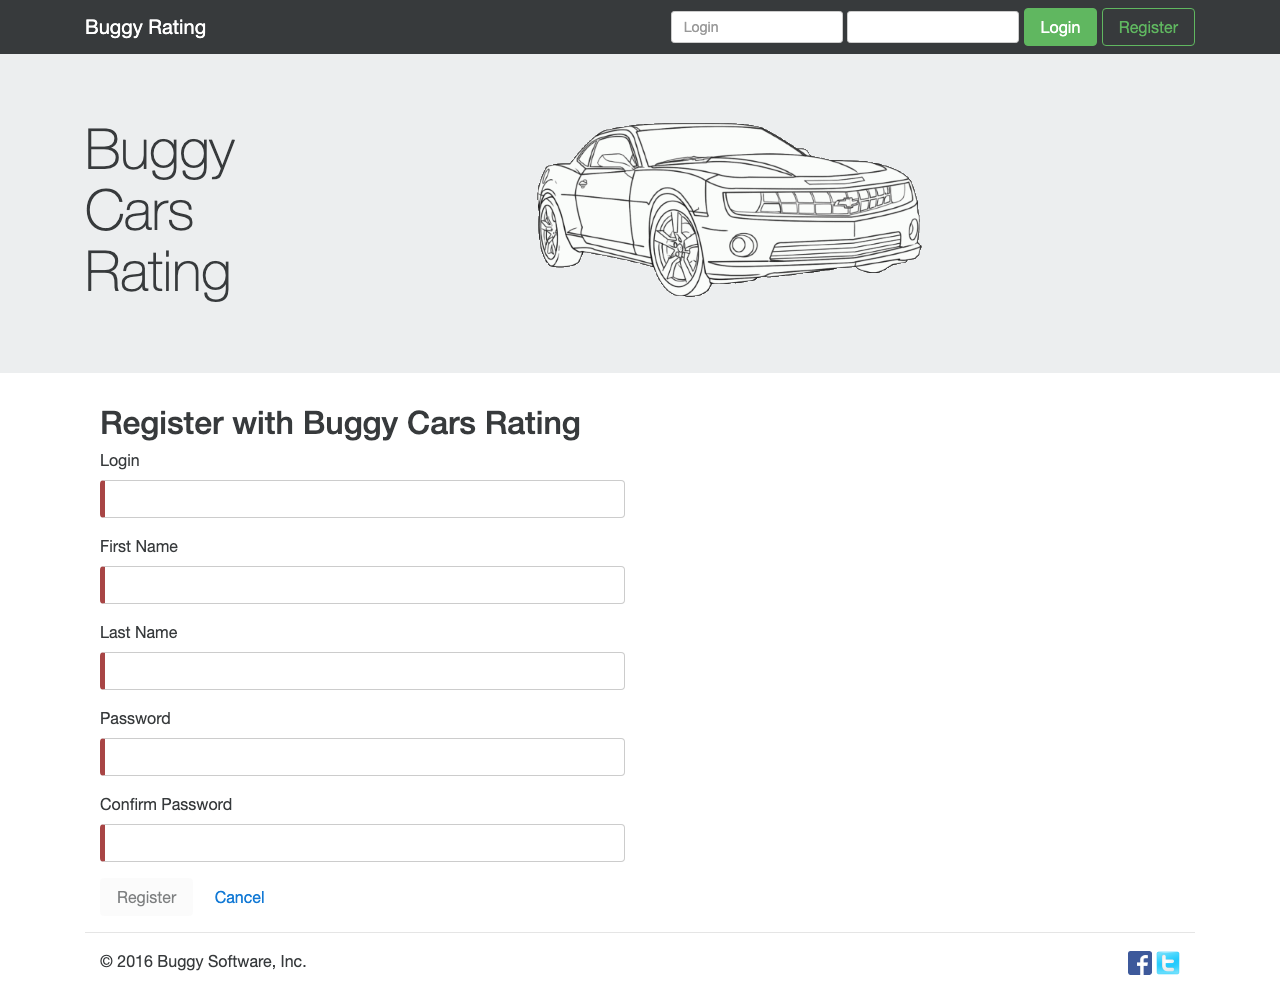 Buggy Rating
Login
Login
Register
Buggy
Cars
Rating
Register with Buggy Cars Rating
Login
First Name
Last Name
Password
Confirm Password
Register
Cancel
© 2016 Buggy Software, Inc.